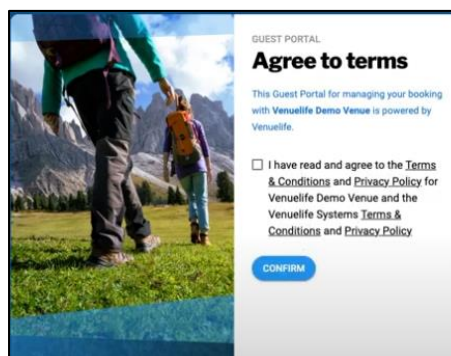 GUEST PORTAL
Agree to terms
This Guest Portal for managing your booking
with Venuelife Demo Venue is powered by
Venuelife.
I have read and agree to the Terms
& Conditions and Privacy Policy for
Venuelife Demo Venue and the
Venuelife Systems Terms &
Conditions and Privacy Policy
CONFIRM